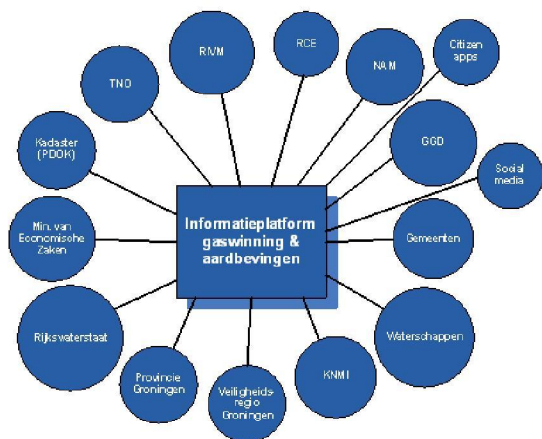 Informatieplatform
gaswinning &
aardbevingen
TNO
RIVM
RCE
NAM
Citizen
apps
GGD
Social
media
Gemeenten
Waterschappen
KNMI
Veiligheids-
regio
Groningen
Provincie
Groningen
Rijkswaterstaat
Min. van
Economische
Zaken
Kadaster
(PDOK)